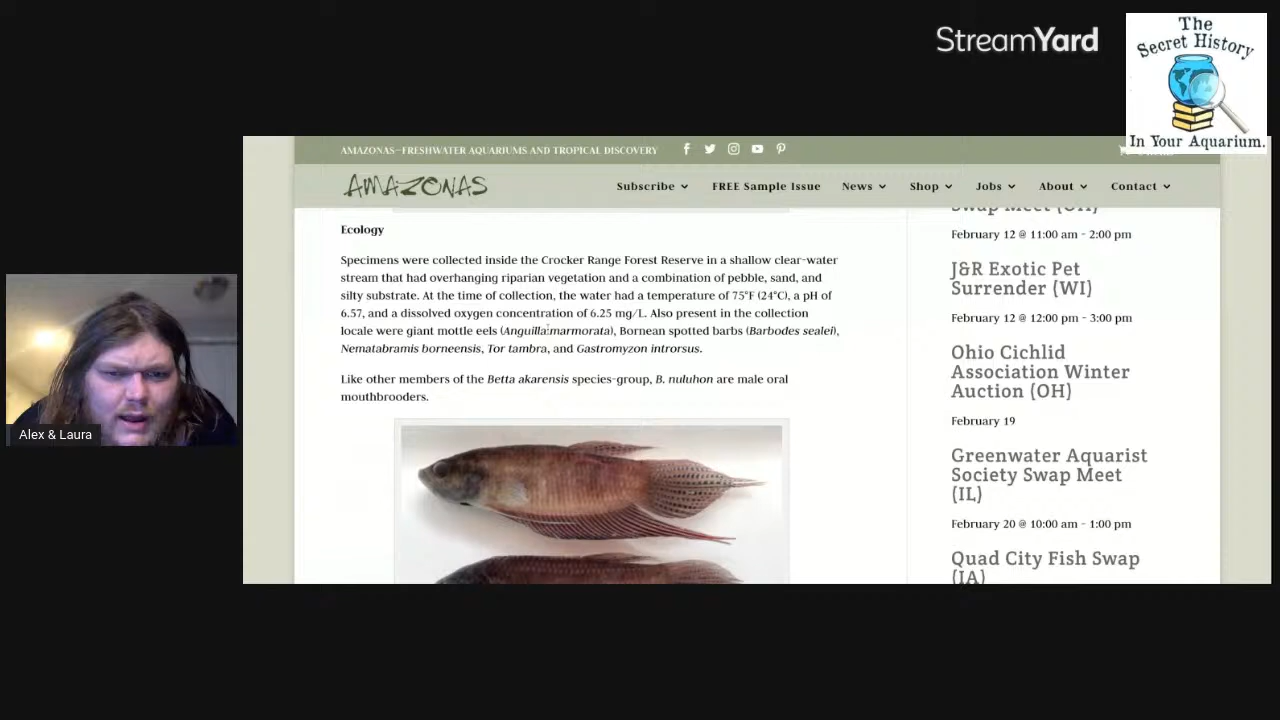 StreamYard
The
Secret History
In Your Aquarium.
AMAZONAS—FRESHWATER AQUARIUMS AND TROPICAL DISCOVERY
AMAZONAS
Subscribe
FREE Sample Issue
News
Shop
Jobs
About
Contact
Ecology
Specimens were collected inside the Crocker Range Forest Reserve in a shallow clear-water
stream that had overhanging riparian vegetation and a combination of pebble, sand, and
silty substrate. At the time of collection, the water had a temperature of 75°F (24°C), a pH of
6.57, and a dissolved oxygen concentration of 6.25 mg/L. Also present in the collection
locale were giant mottle eels (Anguilla marmorata), Bornean spotted barbs (Barbodes sealei),
Nematabramis borneensis, Tor tambra, and Gastromyzon introrsus.
Like other members of the Betta akarensis species-group, B. nuluhon are male oral
mouthbrooders.
Swap Meet (OH)
February 12 @ 11:00 am - 2:00 pm
J&R Exotic Pet
Surrender (WI)
February 12 @ 12:00 pm - 3:00 pm
Ohio Cichlid
Association Winter
Auction (OH)
February 19
Greenwater Aquarist
Society Swap Meet
(IL)
February 20 @ 10:00 am - 1:00 pm
Quad City Fish Swap
(IA)
Alex & Laura